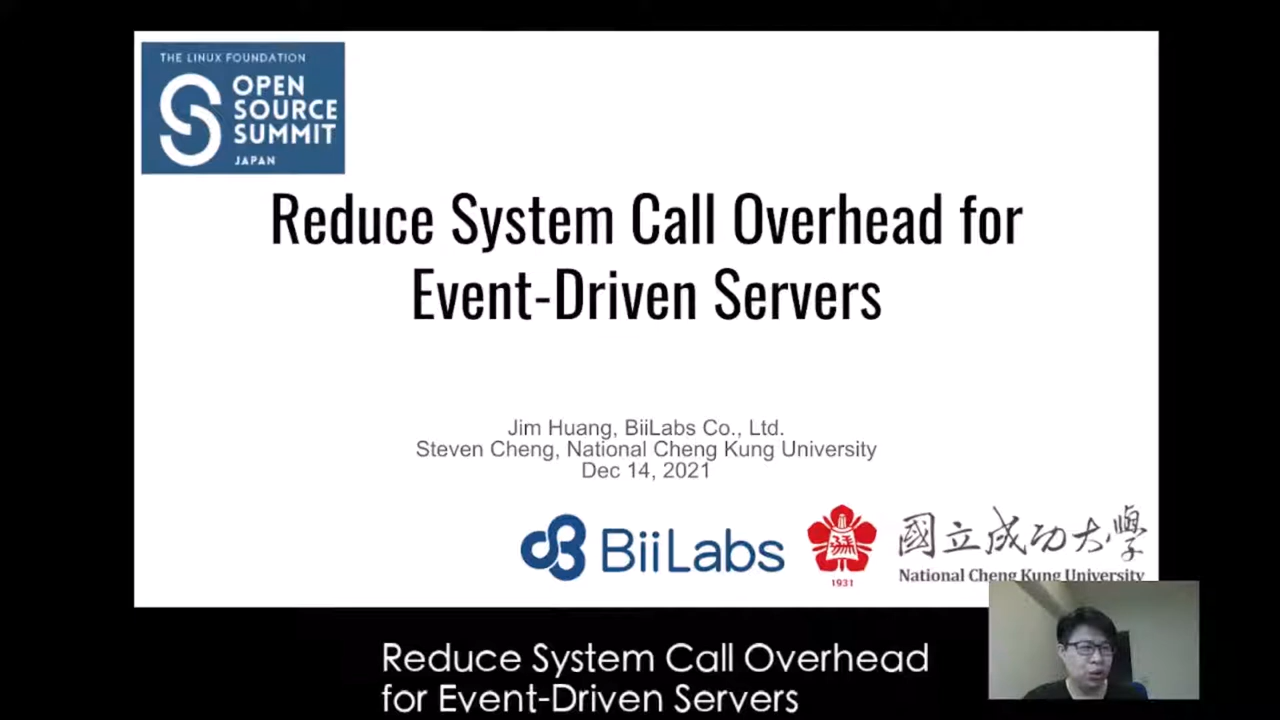 THE LINUX FOUNDATION
OPEN
SOURCE
SUMMIT
JAPAN
Reduce System Call Overhead for
Event-Driven Servers
Jim Huang, BiiLabs Co., Ltd.
Steven Cheng, National Cheng Kung University
Dec 14, 2021
BiiLabs
1931
國立成功大學
National Cheng Kung University
Reduce System Call Overhead
for Event-Driven Servers